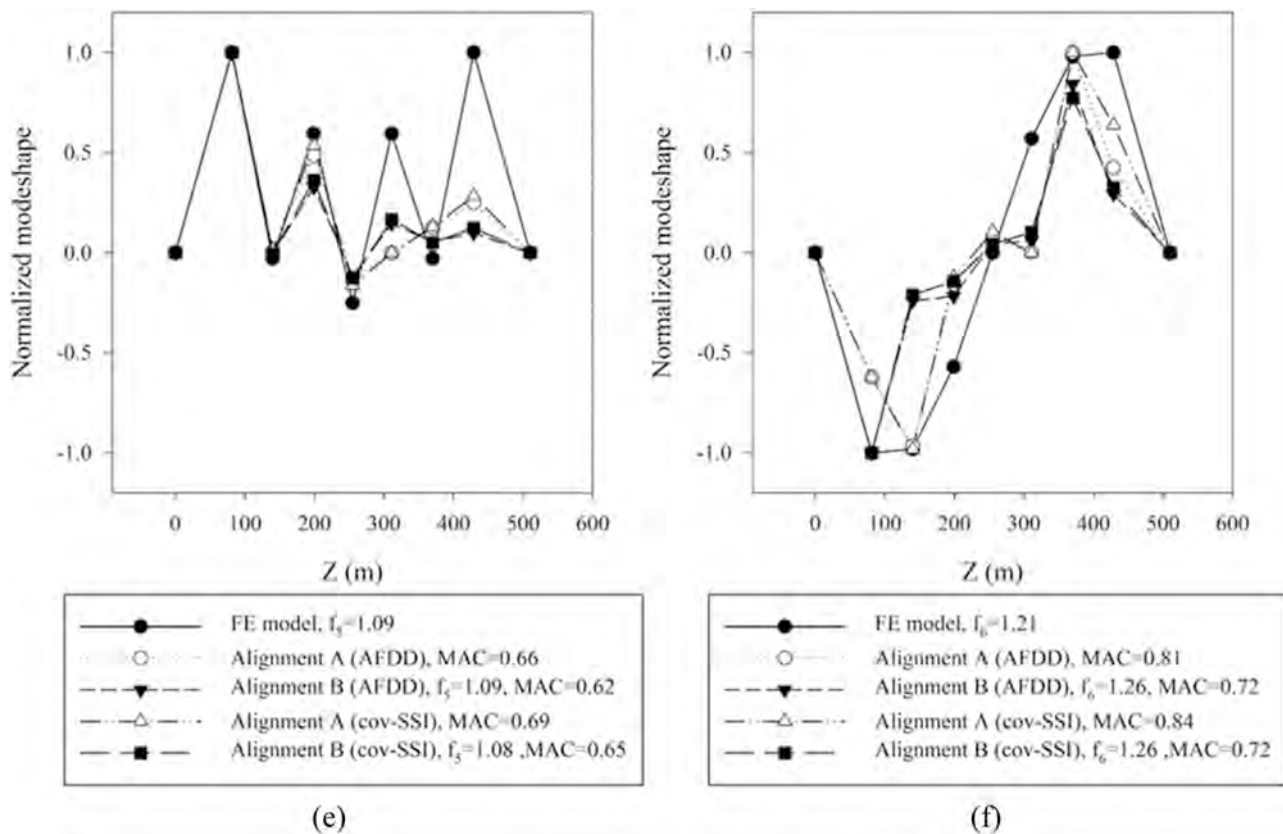 Normalized modeshape
1.0
0.5
0.0
-0.5
-1.0
0 100 200 300 400 500 600
Z (m)
FE model, f5=1.09
Alignment A (AFDD), MAC=0.66
Alignment B (AFDD), f5=1.09, MAC=0.62
Alignment A (cov-SSI), MAC=0.69
Alignment B (cov-SSI), f5=1.08 ,MAC=0.65
(e)
Normalized modeshape
1.0
0.5
0.0
-0.5
-1.0
0 100 200 300 400 500 600
Z (m)
FE model, f6=1.21
Alignment A (AFDD), MAC=0.81
Alignment B (AFDD), f6=1.26, MAC=0.72
Alignment A (cov-SSI), MAC=0.84
Alignment B (cov-SSI), f6=1.26 ,MAC=0.72
(f)